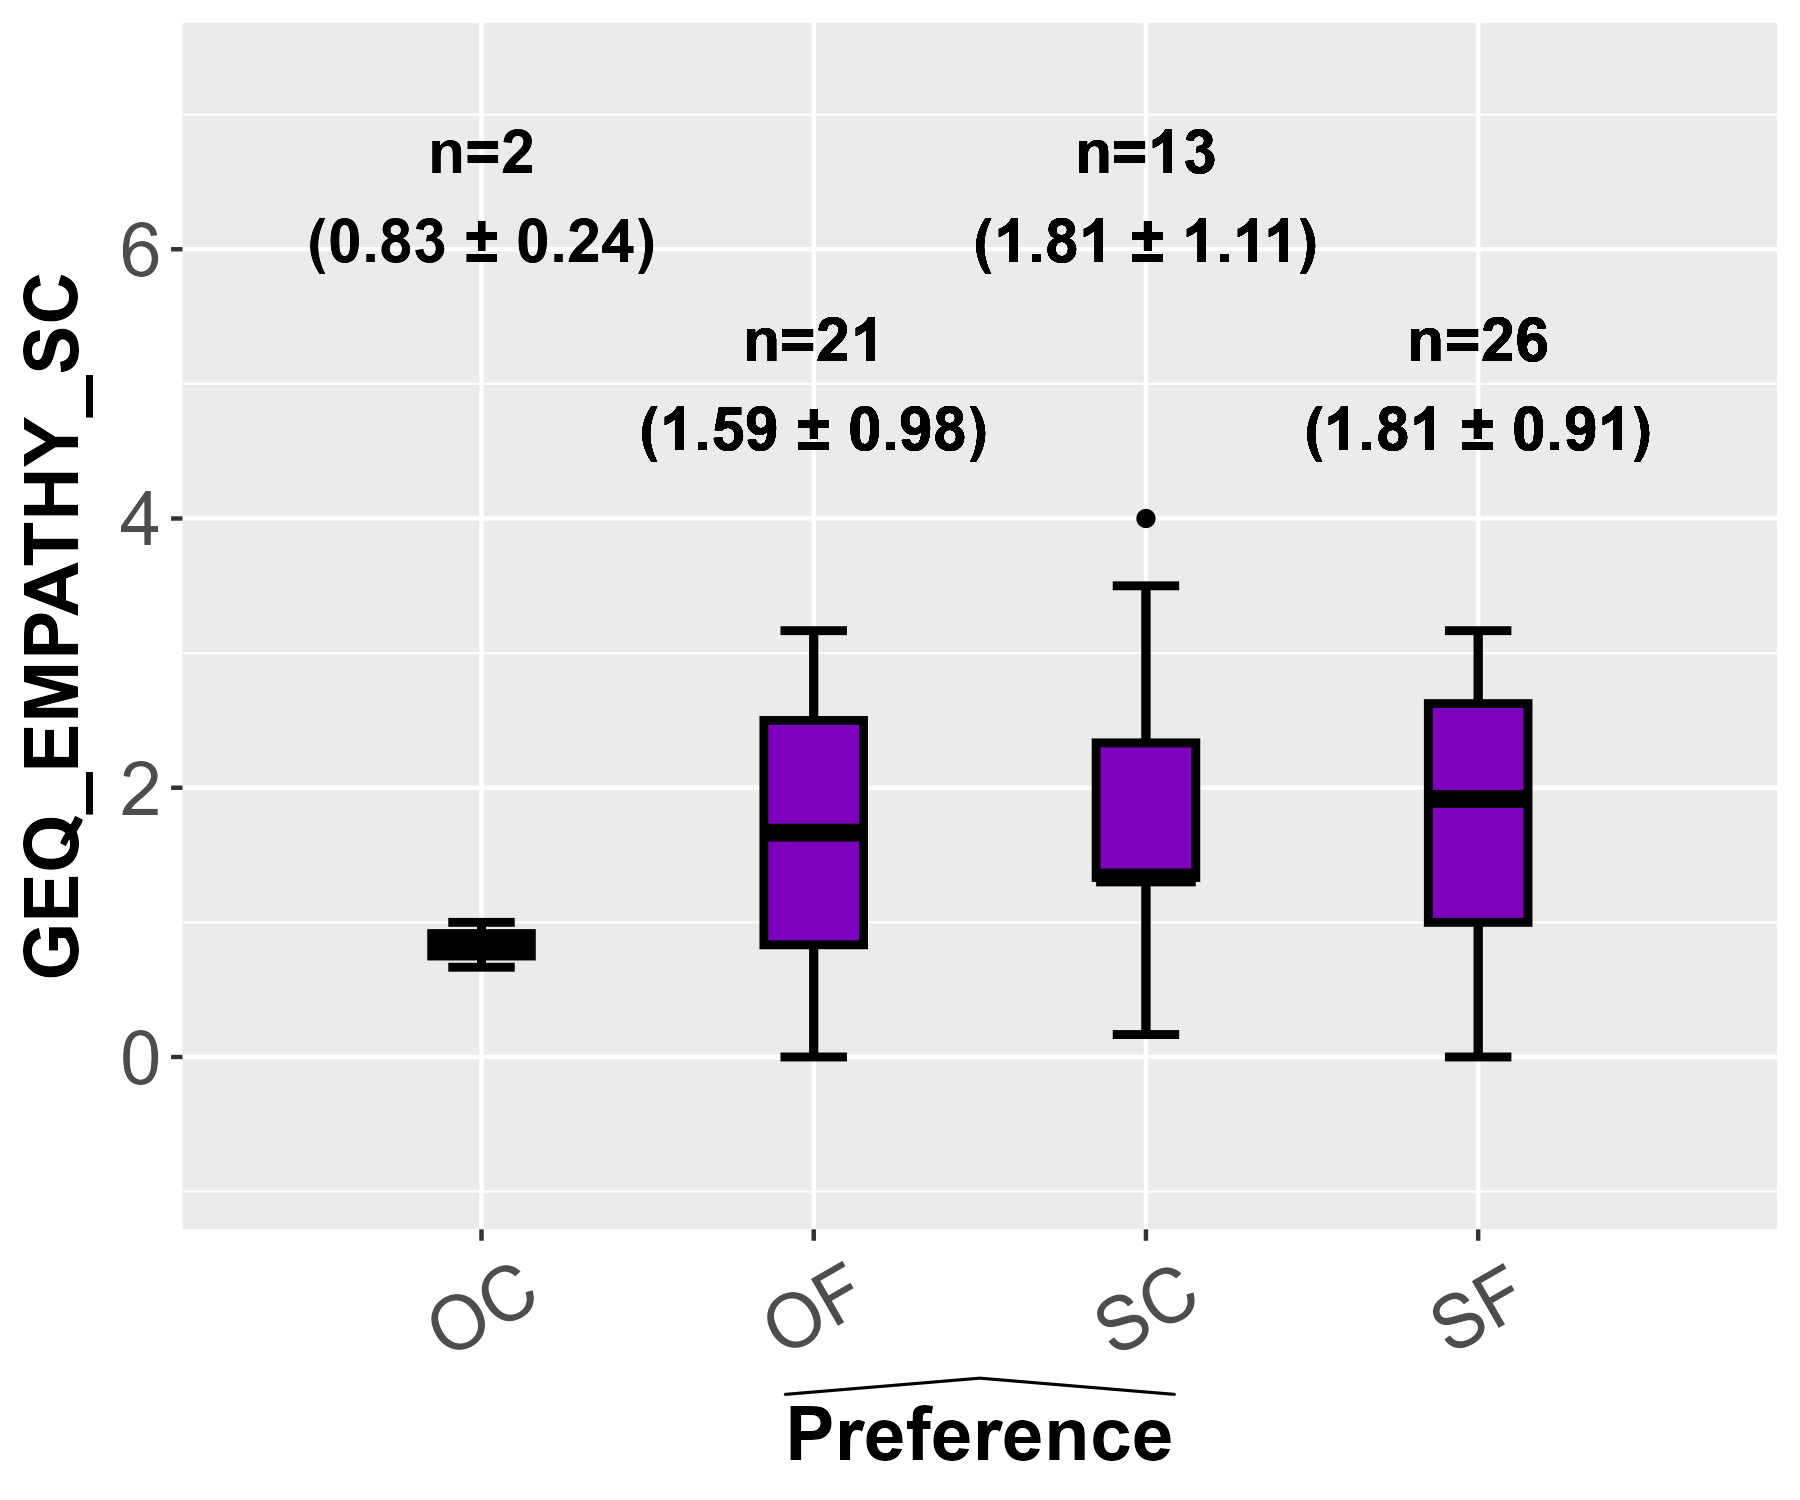 n=2
(0.83 ± 0.24)
n=13
(1.81 ± 1.11)
n=21
(1.59 ± 0.98)
n=26
(1.81 ± 0.91)
GEQ_EMPATHY_SC
6
4
2
0
OC
OF
SC
SF
Preference